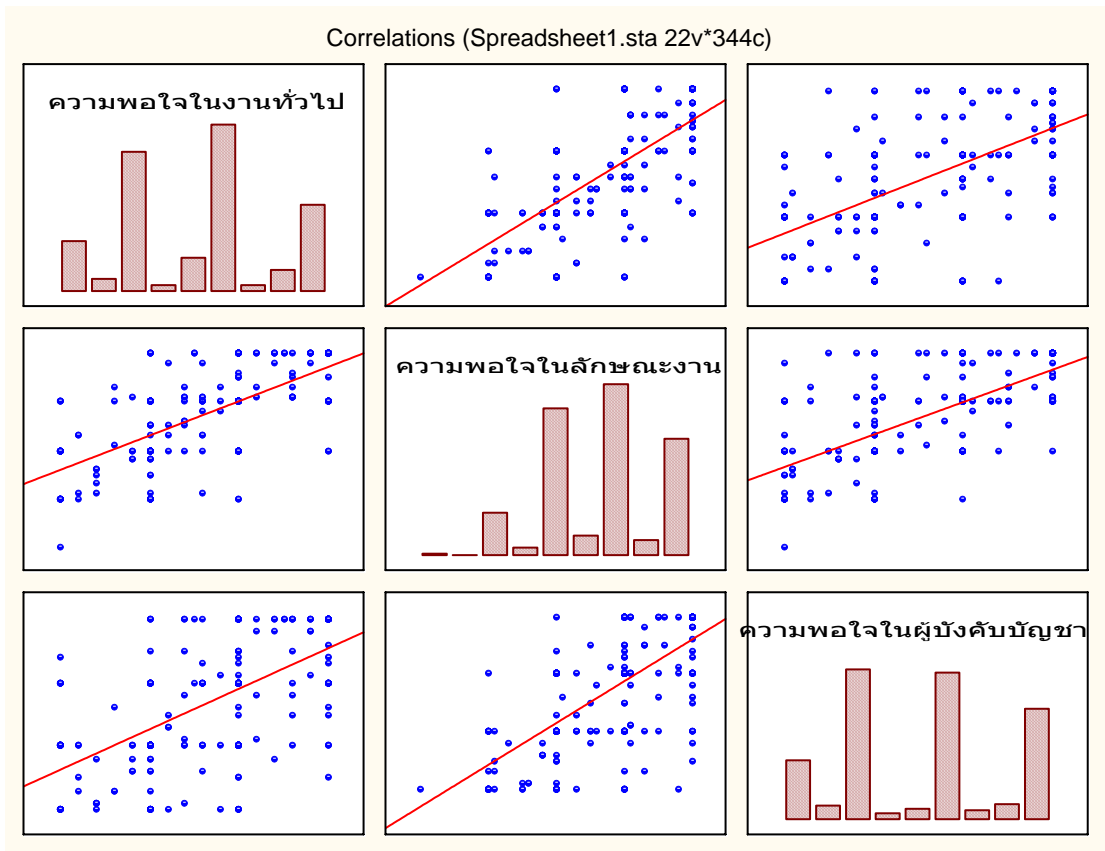 Correlations (Spreadsheet1.sta 22v*344c)
ความพอใจในงานทั่วไป
ความพอใจในลักษณะงาน
ความพอใจในผู้บังคับบัญชา